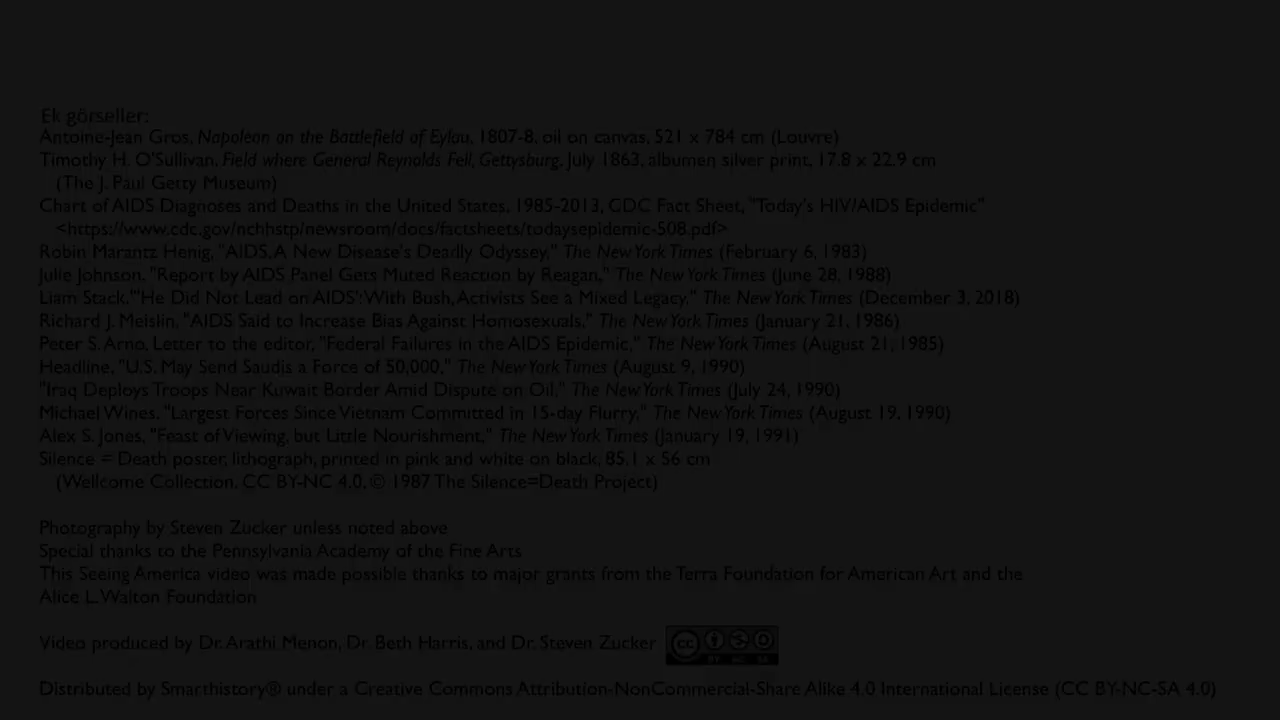 Ek görseller:
Antoine-Jean Gros, Napoleon on the Battlefield of Eylau, 1807-8, oil on canvas, 521 x 784 cm (Louvre)
Timothy H. O'Sullivan, Field where General Reynolds Fell, Gettysburg, July 1863, albumen silver print, 17.8 x 22.9 cm
(The J. Paul Getty Museum)
Chart of AIDS Diagnoses and Deaths in the United States, 1985-2013, CDC Fact Sheet, "Today's HIV/AIDS Epidemic"
<https://www.cdc.gov/nchhstp/newsroom/docs/factsheets/todaysepidemic-508.pdf>
Robin Marantz Henig, "AIDS, A New Disease's Deadly Odyssey," The New York Times (February 6, 1983)
Julie Johnson, "Report by AIDS Panel Gets Muted Reaction by Reagan," The New York Times (June 28, 1988)
Liam Stack, "'He Did Not Lead on AIDS': With Bush, Activists See a Mixed Legacy," The New York Times (December 3, 2018)
Richard J. Meislin, "AIDS Said to Increase Bias Against Homosexuals," The New York Times (January 21, 1986)
Peter S. Arno, Letter to the editor, "Federal Failures in the AIDS Epidemic," The New York Times (August 21, 1985)
Headline, "U.S. May Send Saudis a Force of 50,000," The New York Times (August 9, 1990)
"Iraq Deploys Troops Near Kuwait Border Amid Dispute on Oil," The New York Times (July 24, 1990)
Michael Wines, "Largest Forces Since Vietnam Committed in 15-day Flurry," The New York Times (August 19, 1990)
Alex S. Jones, "Feast of Viewing, but Little Nourishment," The New York Times (January 19, 1991)
Silence = Death poster, lithograph, printed in pink and white on black, 85.1 x 56 cm
(Wellcome Collection, CC BY-NC 4.0, © 1987 The Silence=Death Project)
Photography by Steven Zucker unless noted above
Special thanks to the Pennsylvania Academy of the Fine Arts
This Seeing America video was made possible thanks to major grants from the Terra Foundation for American Art and the
Alice L. Walton Foundation
Video produced by Dr. Arathi Menon, Dr. Beth Harris, and Dr. Steven Zucker
cc BY NC SA
Distributed by Smarthistory® under a Creative Commons Attribution-NonCommercial-Share Alike 4.0 International License (CC BY-NC-SA 4.0)